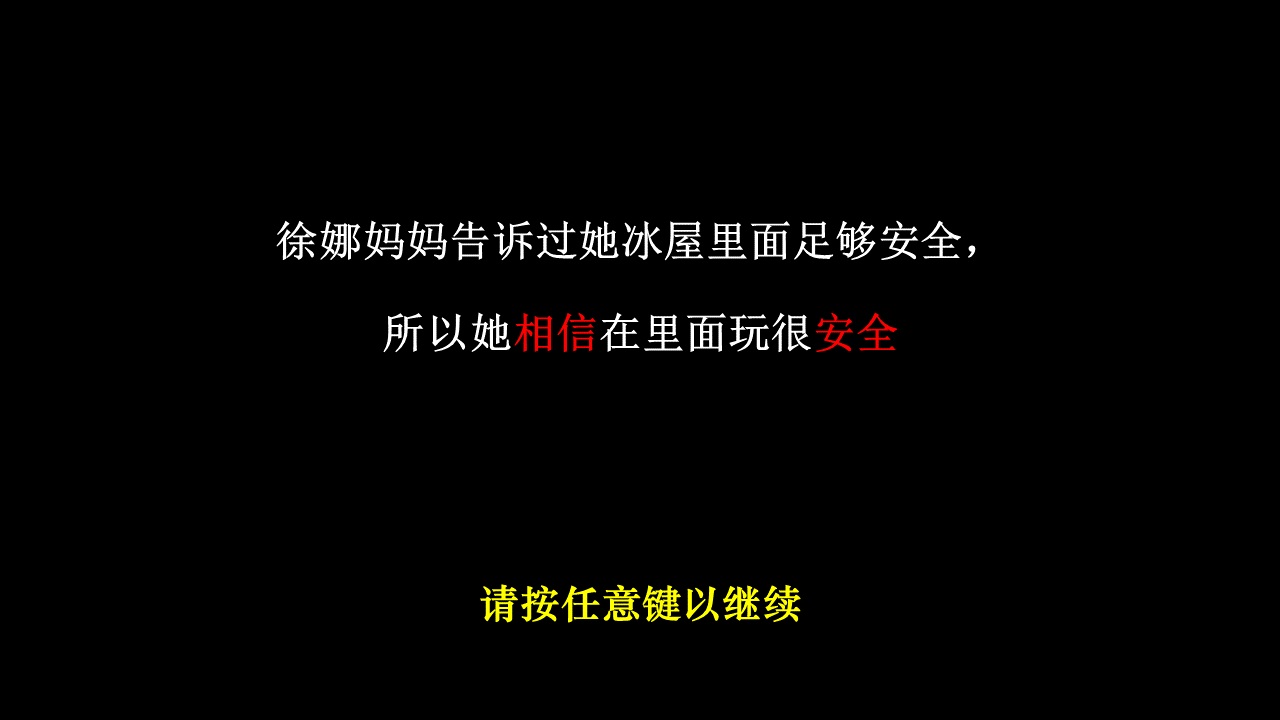 徐娜妈妈告诉过她冰屋里面足够安全，
所以她相信在里面玩很安全
请按任意键以继续